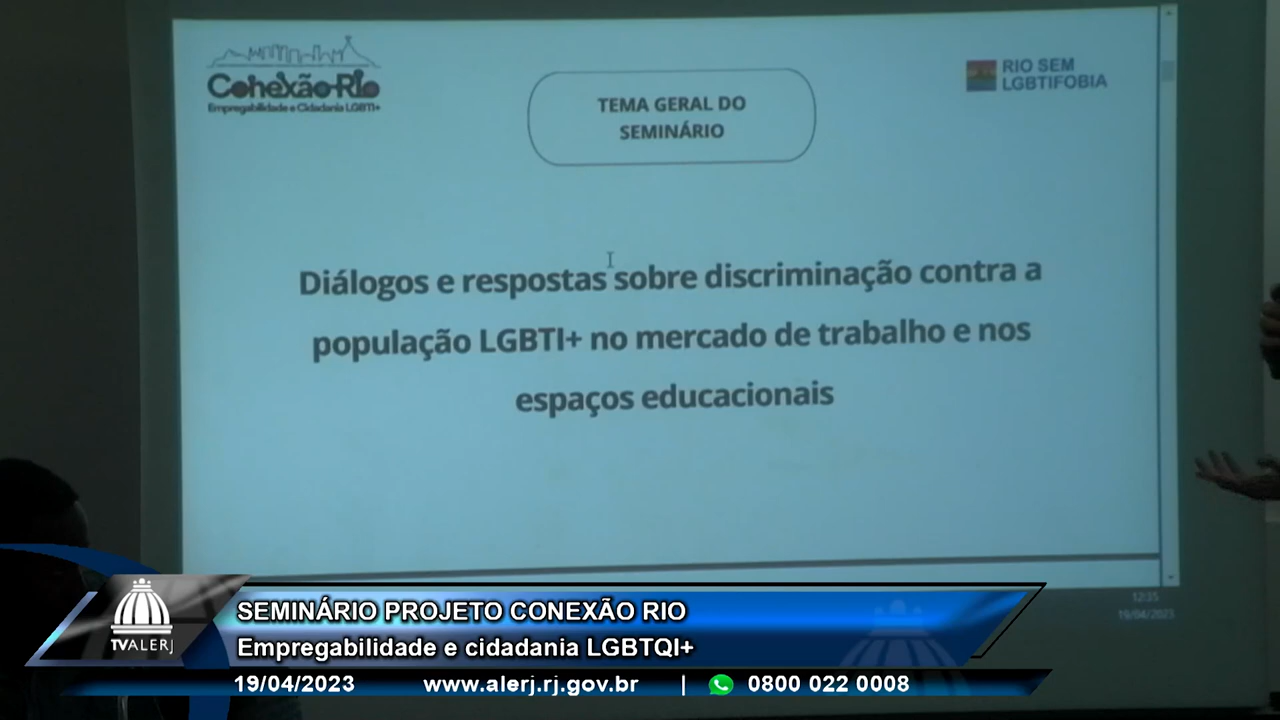 Conexão Rio
Empregabilidade e Cidadania LGBTI+
TEMA GERAL DO
SEMINÁRIO
RIO SEM
LGBTIFOBIA
Diálogos e respostas sobre discriminação contra a
população LGBTI+ no mercado de trabalho e nos
espaços educacionais
12:35
19/04/2023
TVALERJ
SEMINÁRIO PROJETO CONEXÃO RIO
Empregabilidade e cidadania LGBTQI+
19/04/2023 www.alerj.rj.gov.br | 0800 022 0008